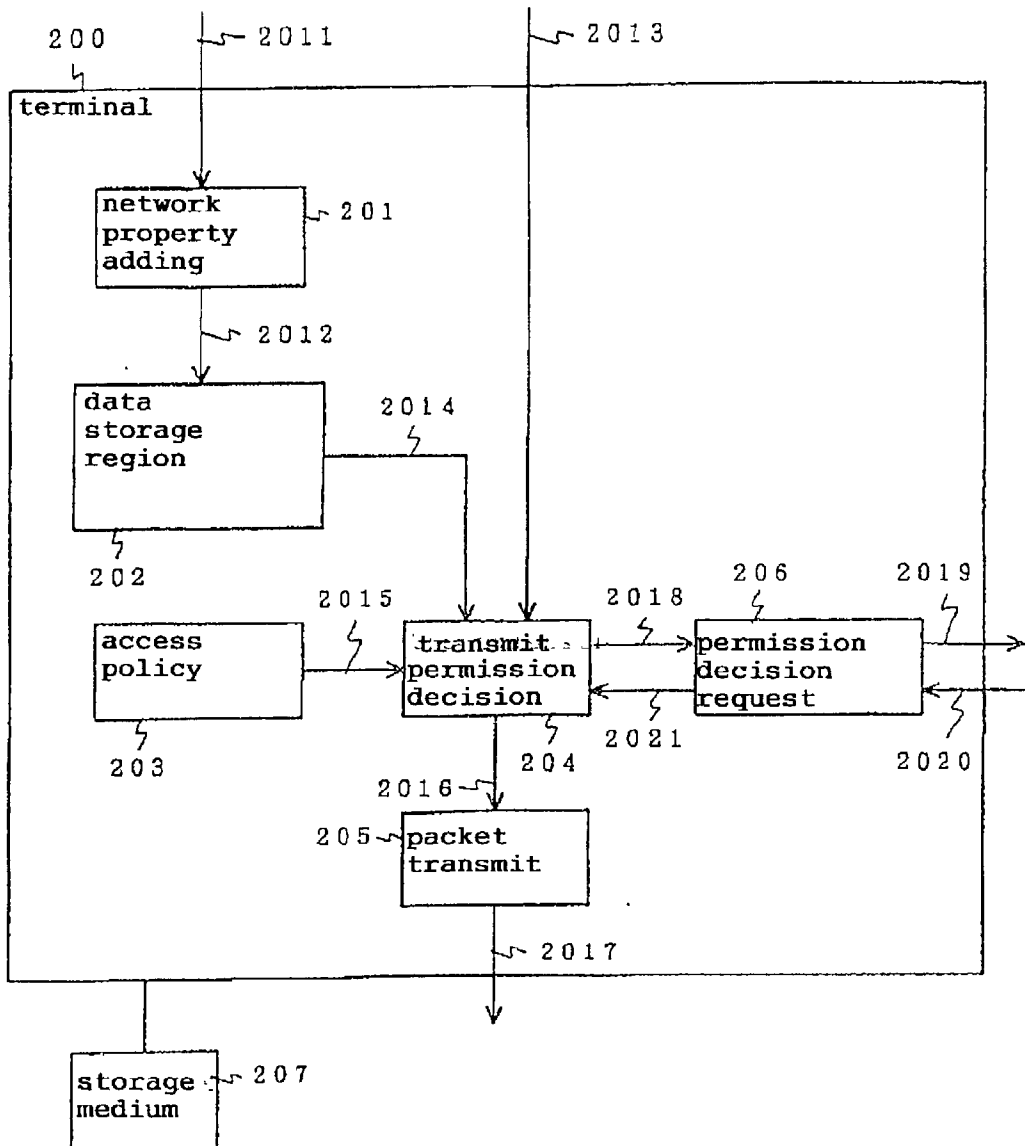 200
2011
2013
terminal
network
property
adding
201
2012
data
storage
region
2014
202
2015
2018
206
2019
access
policy
transmit
permission
decision
permission
decision
request
203
2021
204
2020
2016
205
packet
transmit
2017
storage
medium
207